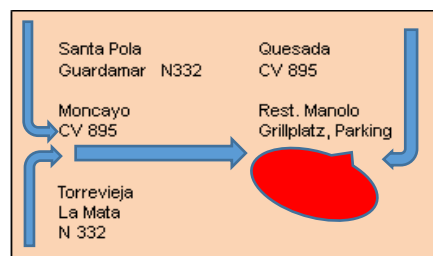 Santa Pola
Guardamar N332
Moncayo
CV 895
Torrevieja
La Mata
N 332
Quesada
CV 895
Rest. Manolo
Grillplatz, Parking